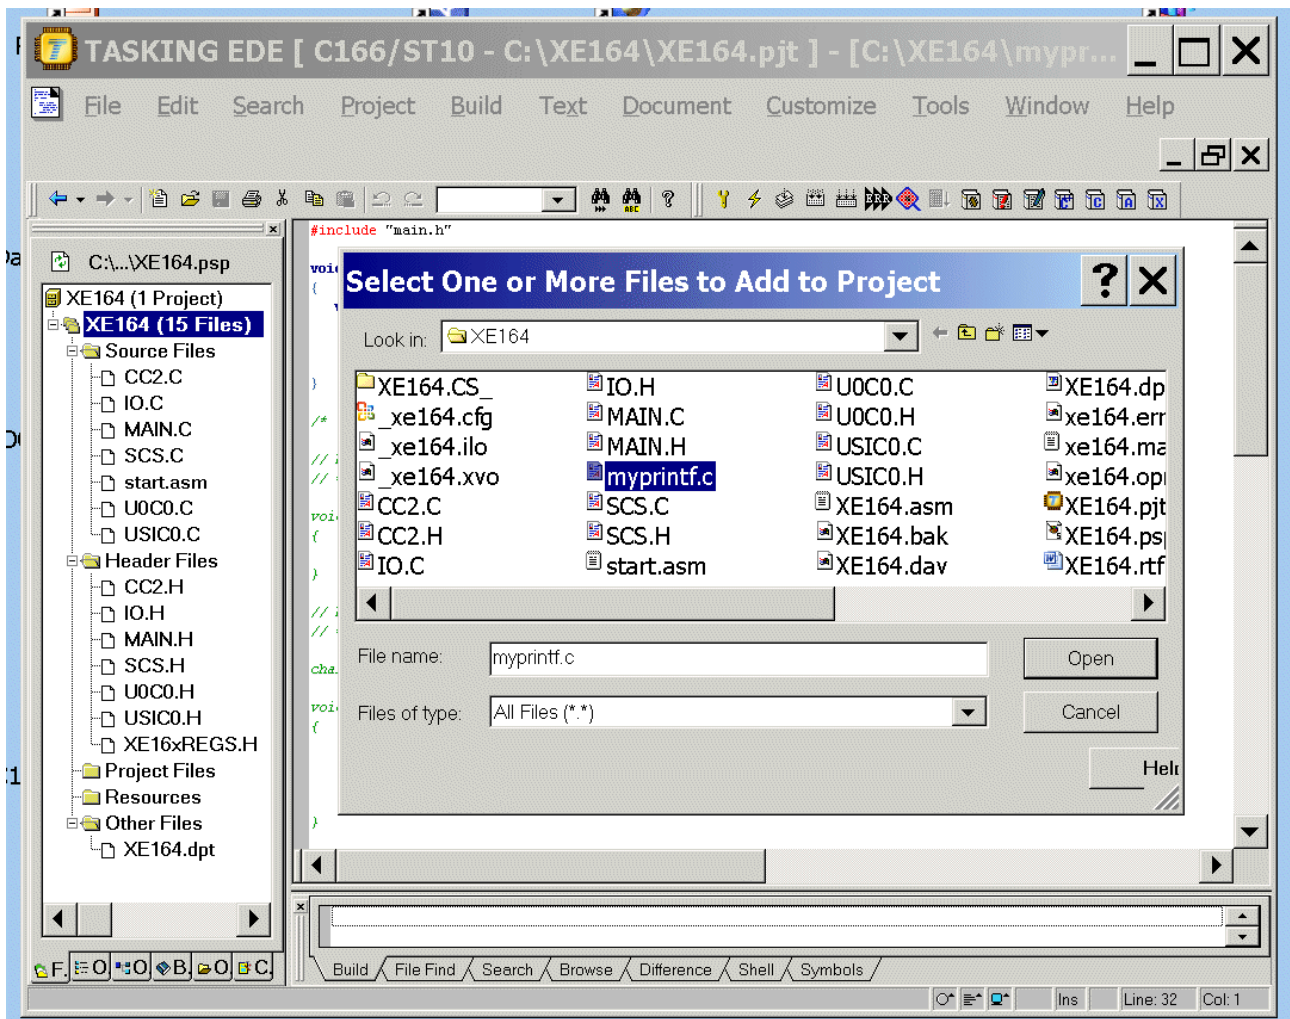 TASKING EDE [ C166/ST10 - C:\XE164\XE164.pjt ] - [C:\XE164\mypr...
File Edit Search Project Build Text Document Customize Tools Window Help
C:\...\XE164.psp
XE164 (1 Project)
XE164 (15 Files)
Source Files
CC2.C
IO.C
MAIN.C
SCS.C
start.asm
U0C0.C
USIC0.C
Header Files
CC2.H
IO.H
MAIN.H
SCS.H
U0C0.H
USIC0.H
XE16xREGS.H
Project Files
Resources
Other Files
XE164.dpt
#include "main.h"
Select One or More Files to Add to Project
Look in: XE164
XE164.CS_ IO.H U0C0.C XE164.dp
_xe164.cfg MAIN.C U0C0.H xe164.err
_xe164.ilo MAIN.H USIC0.C xe164.ma
_xe164.xvo myprintf.c USIC0.H xe164.opi
CC2.C SCS.C XE164.asm XE164.pjt
CC2.H SCS.H XE164.bak XE164.psp
IO.C start.asm XE164.dav XE164.rtf
File name: myprintf.c Open
Files of type: All Files (*.*) Cancel
Help
Build File Find Search Browse Difference Shell Symbols
F. O. O. B. O. C.
Ins Line: 32 Col: 1